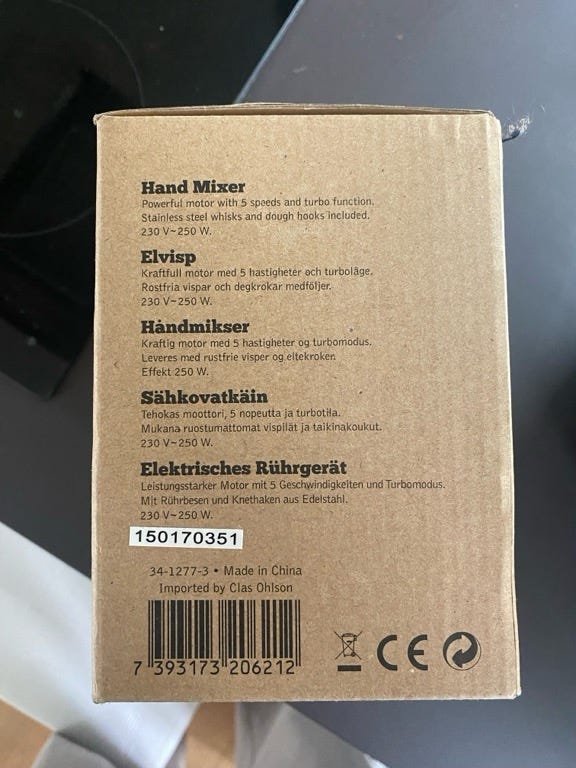 Hand Mixer
Powerful motor with 5 speeds and turbo function.
Stainless steel whisks and dough hooks included.
230 V~250 W.
Elvisp
Kraftfull motor med 5 hastigheter och turboläge.
Rostfria vispar och degkrokar medföljer.
230 V~250 W.
Håndmikser
Kraftig motor med 5 hastigheter og turbomodus.
Leveres med rustfrie visper og eltekroker.
Effekt 250 W.
Sähkovatkäin
Tehokas moottori, 5 nopeutta ja turbotila.
Mukana ruostumattomat vispilät ja taikinakoukut.
230 V~250 W.
Elektrisches Rührgerät
Leistungsstarker Motor mit 5 Geschwindigkeiten und Turbomodus.
Mit Rührbesen und Knethaken aus Edelstahl.
230 V~250 W.
150170351
34-1277-3 • Made in China
Imported by Clas Ohlson
7 393173 206212
CE